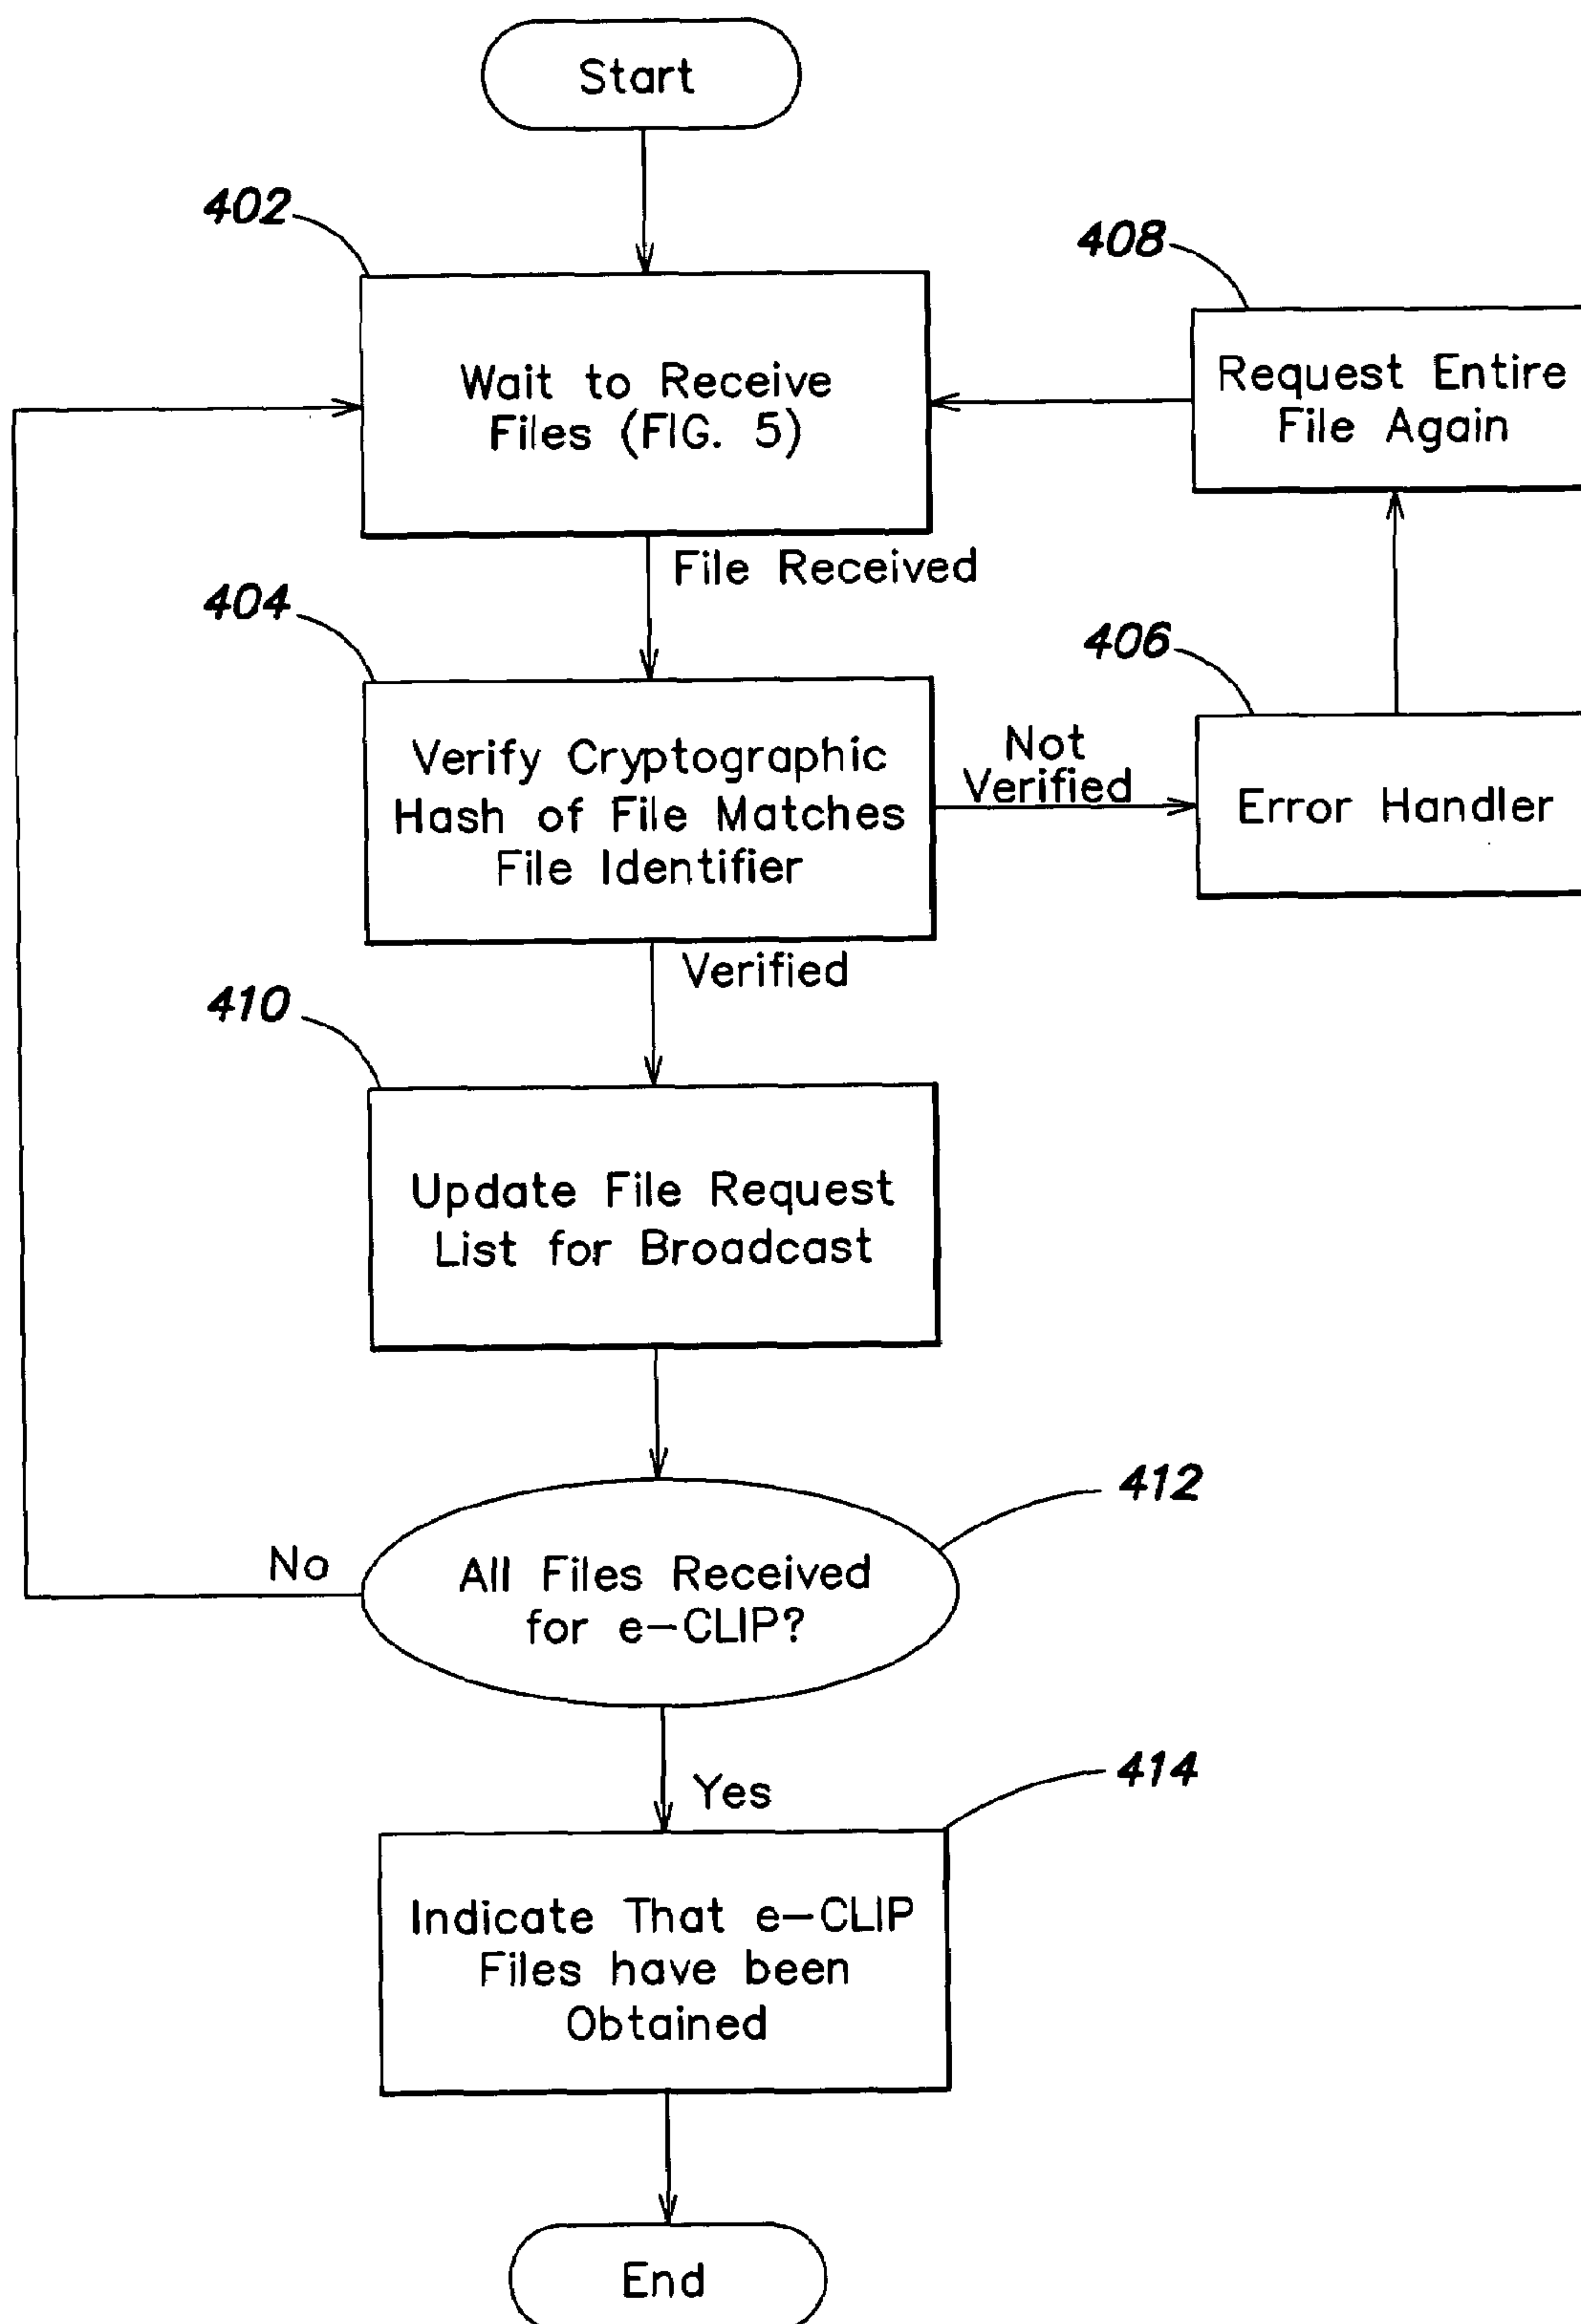 Start
402
408
Wait to Receive
Files (FIG. 5)
Request Entire
File Again
File Received
404
406
Verify Cryptographic
Hash of File Matches
File Identifier
Not
Verified
Error Handler
Verified
410
Update File Request
List for Broadcast
412
No
All Files Received
for e-CLIP?
414
Yes
Indicate That e-CLIP
Files have been
Obtained
End